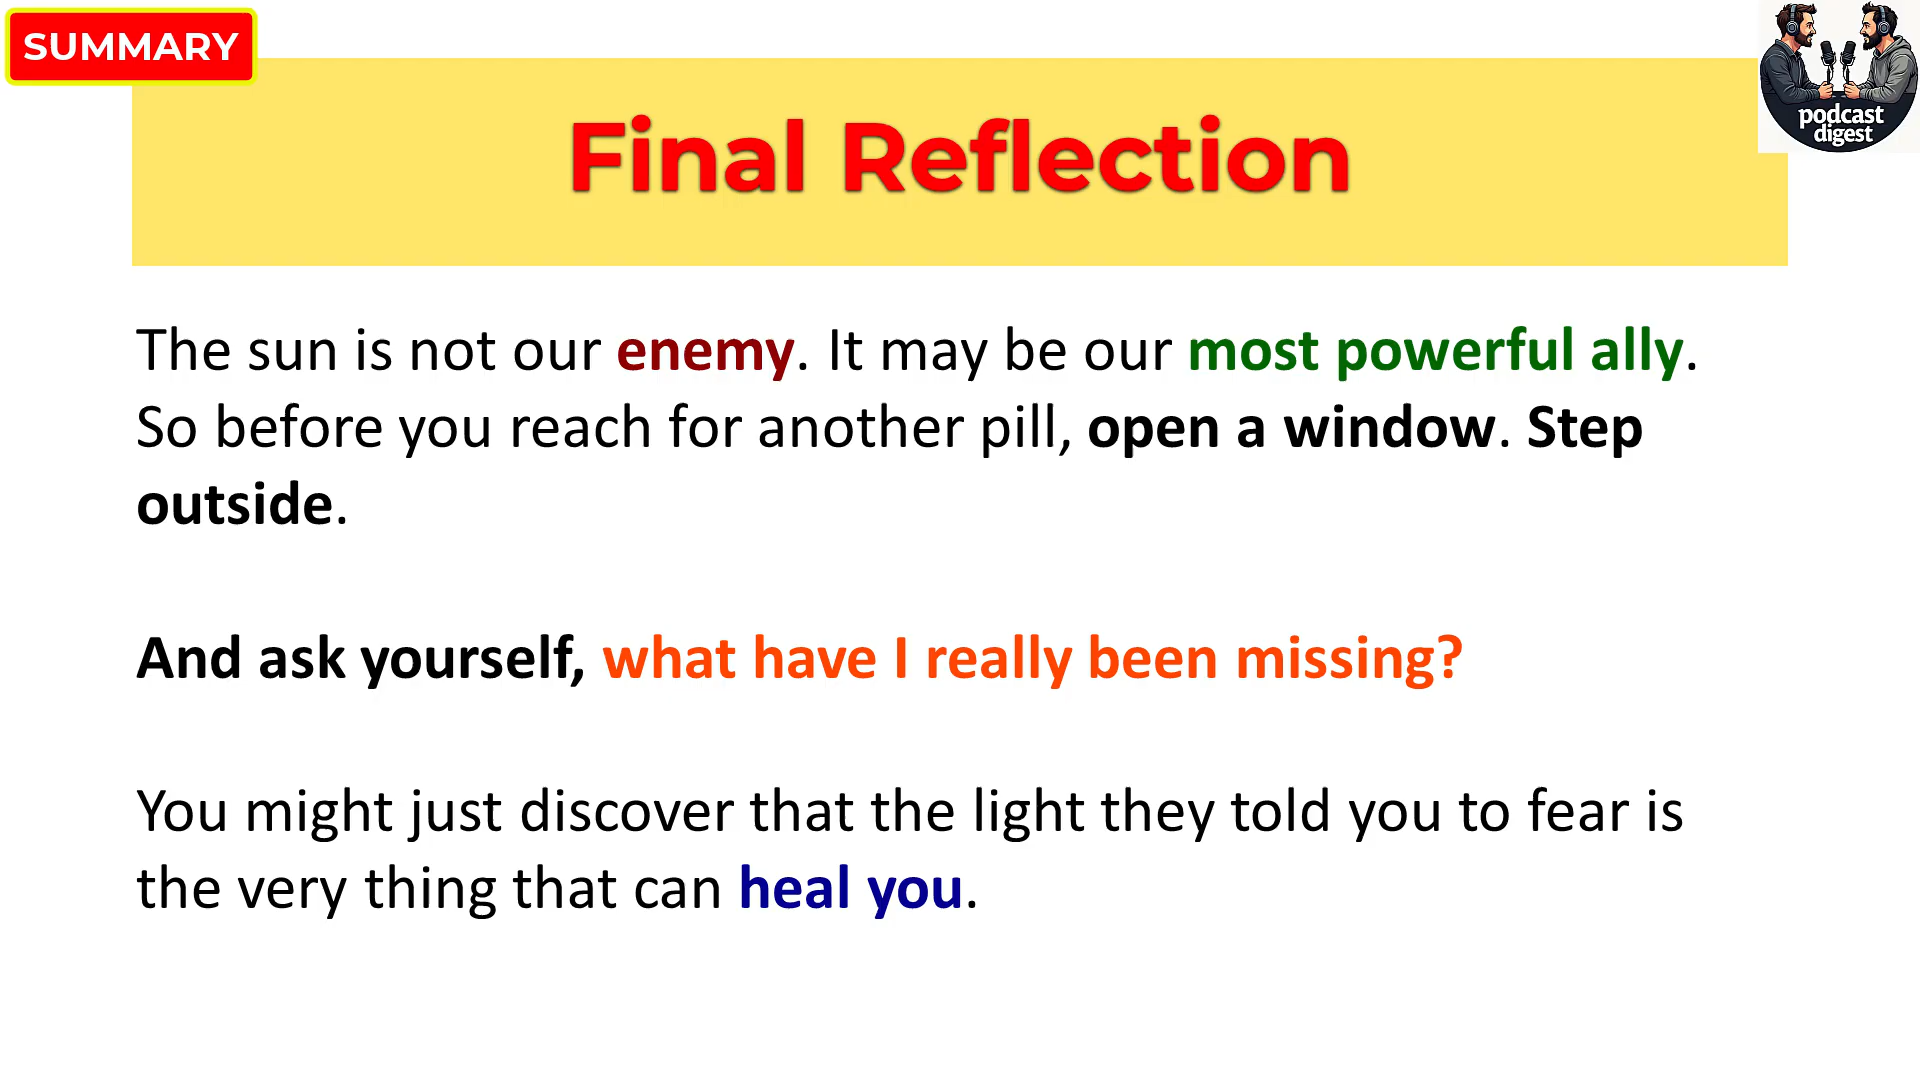 SUMMARY
podcast
digest
Final Reflection
The sun is not our enemy. It may be our most powerful ally.
So before you reach for another pill, open a window. Step
outside.
And ask yourself, what have I really been missing?
You might just discover that the light they told you to fear is
the very thing that can heal you.